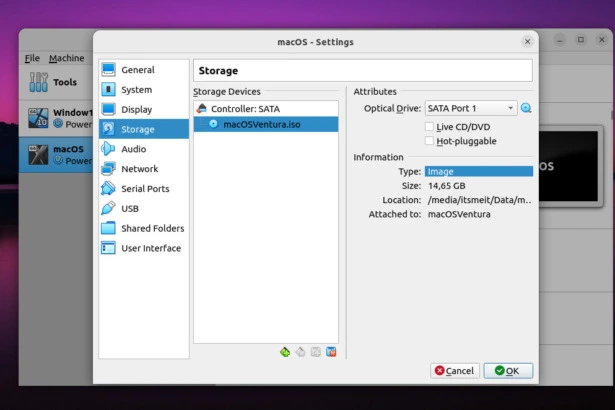 macOS - Settings
File Machine
Tools
Window1
Power
macOS
Power
General
System
Display
Storage
Audio
Network
Serial Ports
USB
Shared Folders
User Interface
Storage
Storage Devices
Controller: SATA
macOSVentura.iso
Attributes
Optical Drive: SATA Port 1
Live CD/DVD
Hot-pluggable
Information
Type: Image
Size: 14,65 GB
Location: /media/itsmeit/Data/m..
Attached to: macOSVentura
OS
Cancel
OK